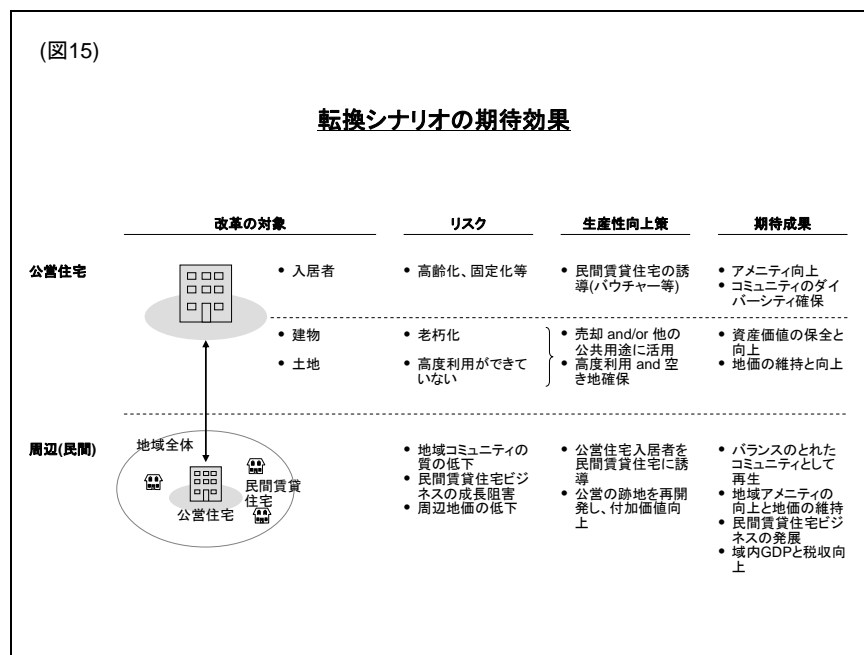 (図15)
転換シナリオの期待効果
改革の対象
リスク
生産性向上策
期待成果
公営住宅
• 入居者
• 高齢化、固定化等
• 民間賃貸住宅の誘
導(バウチャー等)
• アメニティ向上
• コミュニティのダイ
バーシティ確保
• 建物
• 土地
• 老朽化
• 高度利用ができて
いない
• 売却 and/or 他の
公共用途に活用
• 高度利用 and 空
き地確保
• 資産価値の保全と
向上
• 地価の維持と向上
周辺(民間)
地域全体
民間賃貸
住宅
公営住宅
• 地域コミュニティの
質の低下
• 民間賃貸住宅ビジ
ネスの成長阻害
• 周辺地価の低下
• 公営住宅入居者を
民間賃貸住宅に誘
導
• 公営の跡地を再開
発し、付加価値向
上
• バランスのとれた
コミュニティとして
再生
• 地域アメニティの
向上と地価の維持
• 民間賃貸住宅ビジ
ネスの発展
• 域内GDPと税収向
上